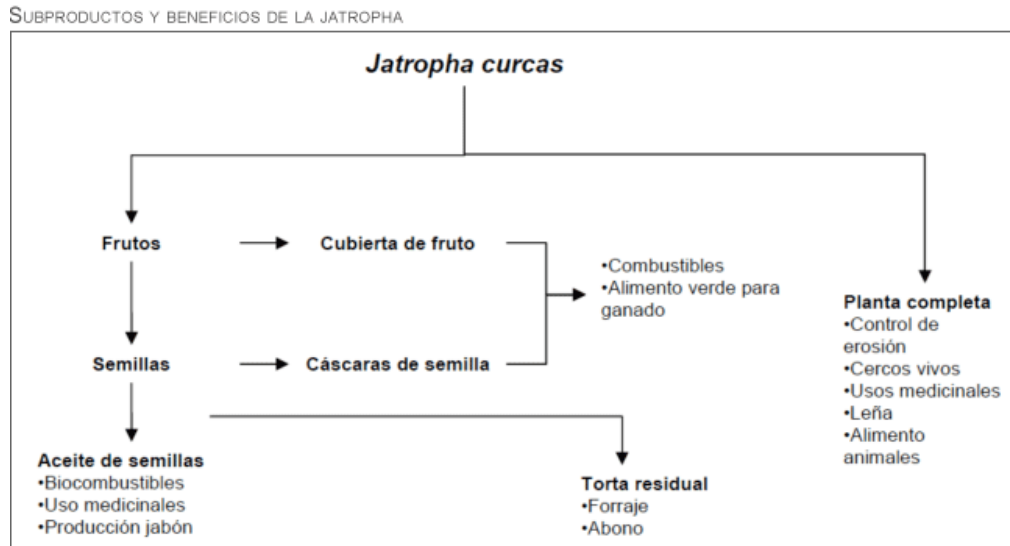 SUBPRODUCTOS Y BENEFICIOS DE LA JATROPHA
Jatropha curcas
Frutos
Cubierta de fruto
•Combustibles
•Alimento verde para
ganado
Semillas
Cáscaras de semilla
Planta completa
•Control de
erosión
•Cercos vivos
•Usos medicinales
•Leña
•Alimento
animales
Aceite de semillas
•Biocombustibles
•Uso medicinales
•Producción jabón
Torta residual
•Forraje
•Abono